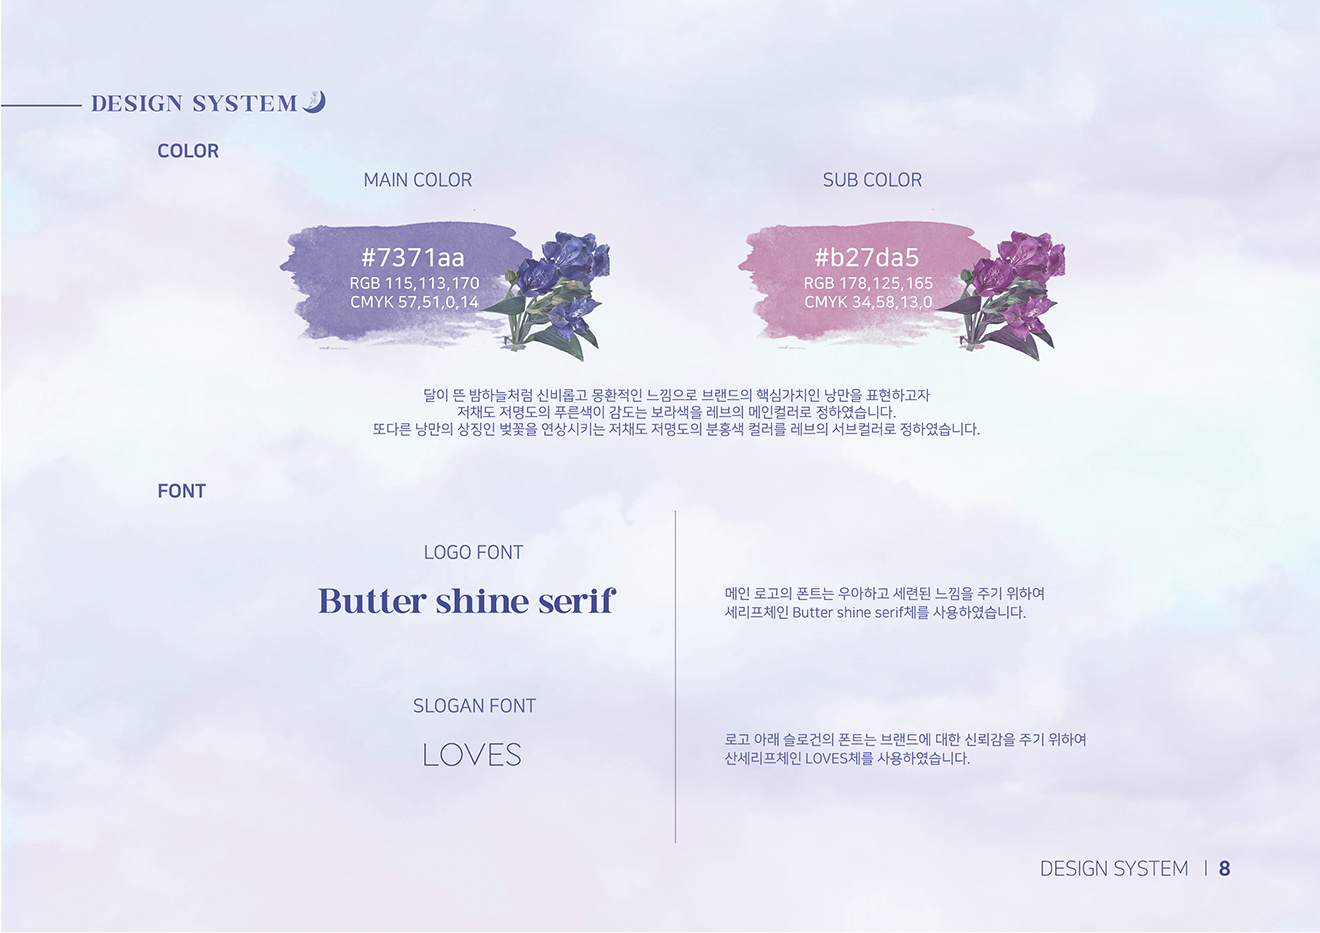 DESIGN SYSTEM
COLOR
MAIN COLOR
#7371aa
RGB 115,113,170
CMYK 57,51,0,14
SUB COLOR
#b27da5
RGB 178,125,165
CMYK 34,58,13,0
달이 뜬 밤하늘처럼 신비롭고 몽환적인 느낌으로 브랜드의 핵심가치인 낭만을 표현하고자
저채도 저명도의 푸른색이 감도는 보라색을 레브의 메인컬러로 정하였습니다.
또다른 낭만의 상징인 벚꽃을 연상시키는 저채도 저명도의 분홍색 컬러를 레브의 서브컬러로 정하였습니다.
FONT
LOGO FONT
Butter shine serif
메인 로고의 폰트는 우아하고 세련된 느낌을 주기 위하여
세리프체인 Butter shine serif체를 사용하였습니다.
SLOGAN FONT
LOVES
로고 아래 슬로건의 폰트는 브랜드에 대한 신뢰감을 주기 위하여
산세리프체인 LOVES체를 사용하였습니다.
DESIGN SYSTEM | 8